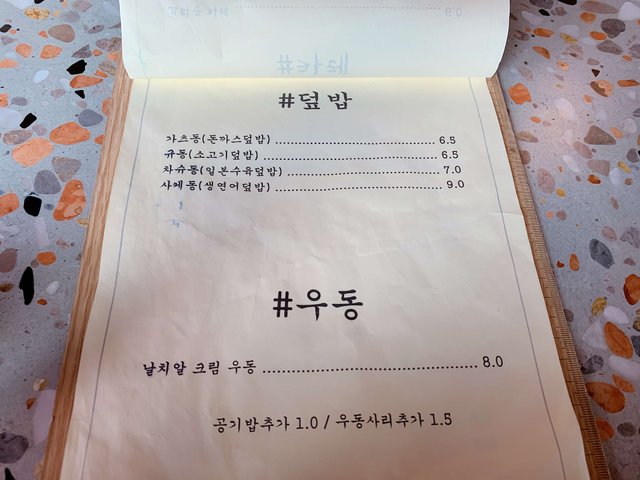 #덮밥
가츠동(돈까스덮밥) 6.5
규동(소고기덮밥) 6.5
차슈동(일본수육덮밥) 7.0
사케동(생연어덮밥) 9.0
#우동
날치알 크림 우동 8.0
공기밥추가 1.0 / 우동사리추가 1.5